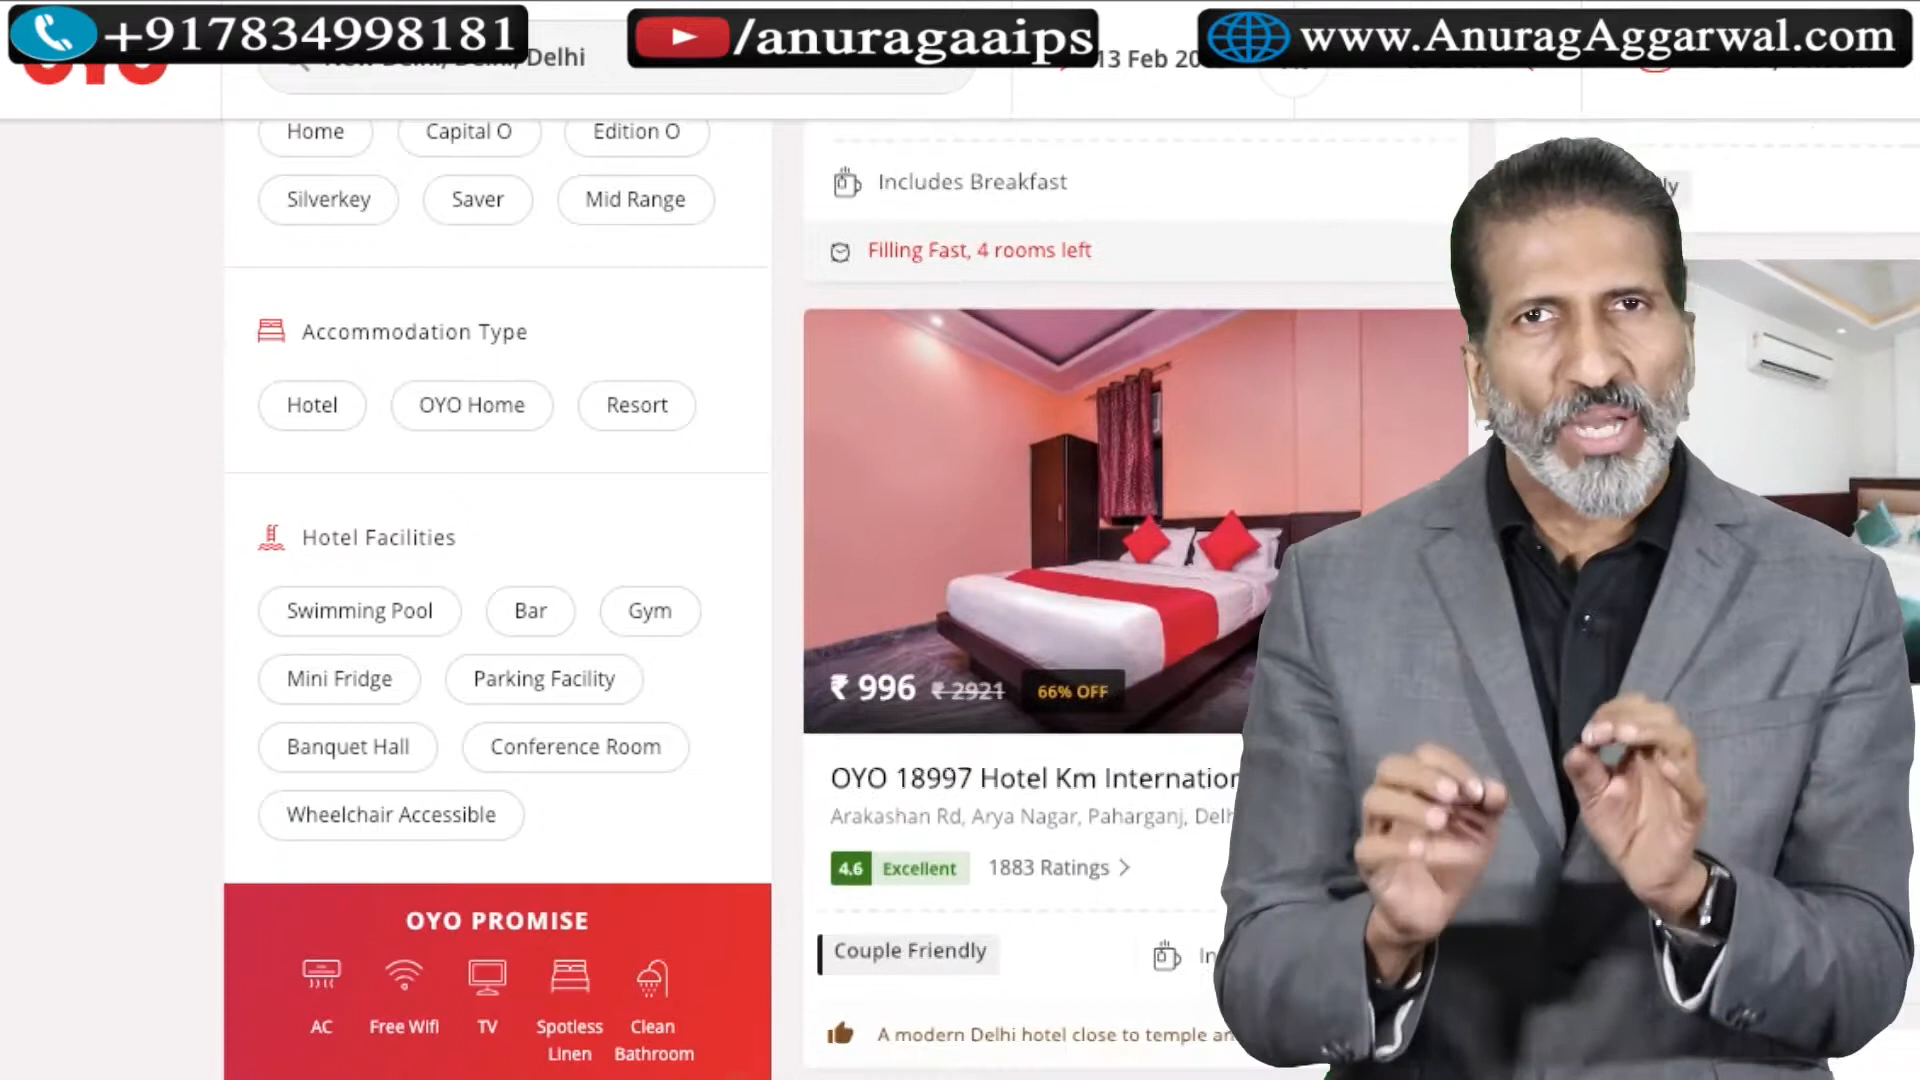 +917834998181
/anuragaaips
www.AnuragAggarwal.com
OYO
Delhi, Delhi
13 Feb 20
Home
Capital O
Edition O
Silverkey
Saver
Mid Range
Accommodation Type
Hotel
OYO Home
Resort
Hotel Facilities
Swimming Pool
Bar
Gym
Mini Fridge
Parking Facility
Banquet Hall
Conference Room
Wheelchair Accessible
OYO PROMISE
AC
Free Wifi
TV
Spotless
Linen
Clean
Bathroom
Includes Breakfast
Filling Fast, 4 rooms left
₹ 996 ₹ 2921 66% OFF
OYO 18997 Hotel Km Internation
Arakashan Rd, Arya Nagar, Paharganj, Delh
4.6 Excellent 1883 Ratings >
Couple Friendly
In
A modern Delhi hotel close to temple an
ly